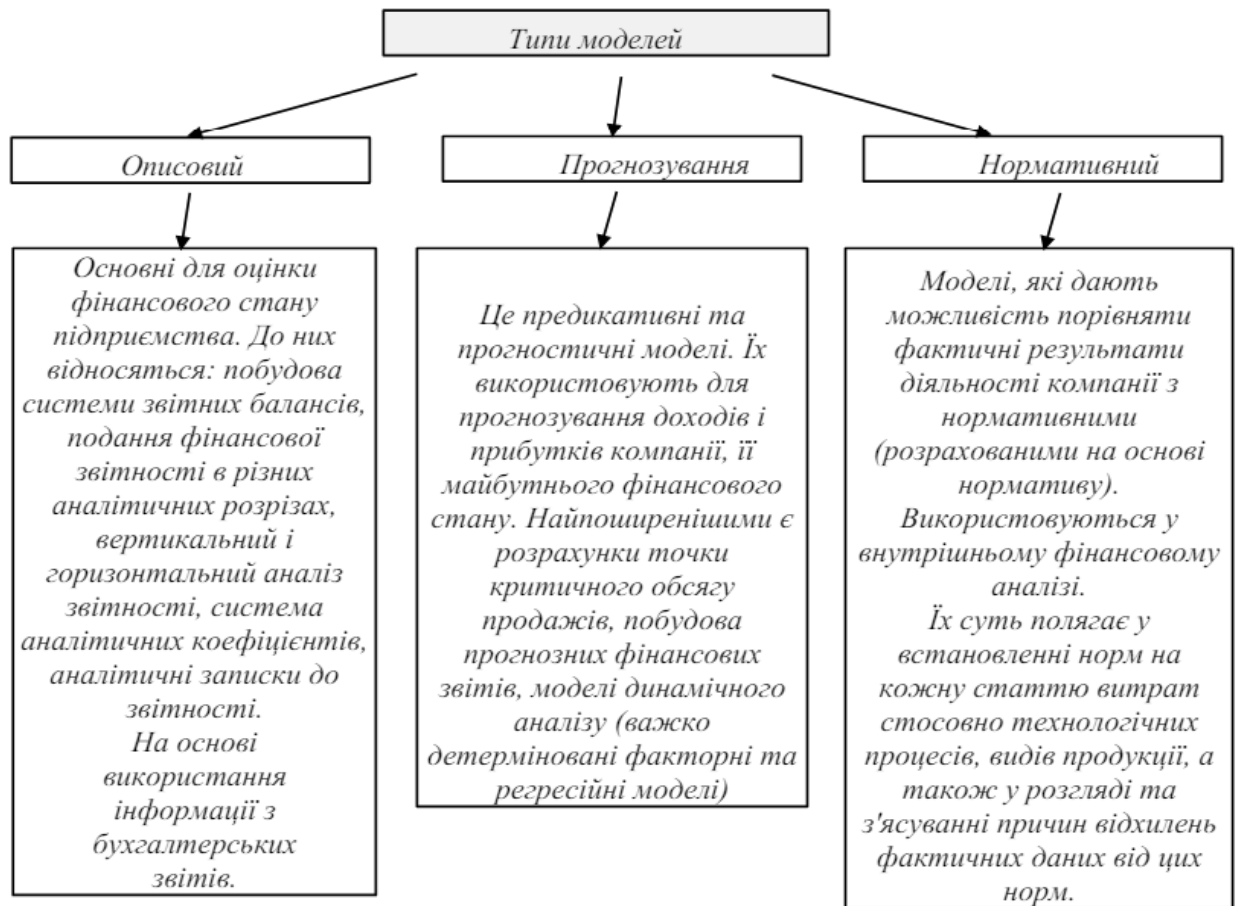 Типи моделей
Описовий
Прогнозування
Нормативний
Основні для оцінки
фінансового стану
підприємства. До них
відносяться: побудова
системи звітних балансів,
подання фінансової
звітності в різних
аналітичних розрізах,
вертикальний і
горизонтальний аналіз
звітності, система
аналітичних коефіцієнтів,
аналітичні записки до
звітності.
На основі
використання
інформації з
бухгалтерських
звітів.
Це предикативні та
прогностичні моделі. Їх
використовують для
прогнозування доходів і
прибутків компанії, її
майбутнього фінансового
стану. Найпоширенішими є
розрахунки точки
критичного обсягу
продажів, побудова
прогнозних фінансових
звітів, моделі динамічного
аналізу (важко
детерміновані факторні та
регресійні моделі)
Моделі, які дають
можливість порівняти
фактичні результати
діяльності компанії з
нормативними
(розрахованими на основі
нормативу).
Використовуються у
внутрішньому фінансовому
аналізі.
Їх суть полягає у
встановленні норм на
кожну статтю витрат
стосовно технологічних
процесів, видів продукції, а
також у розгляді та
з'ясуванні причин відхилень
фактичних даних від цих
норм.